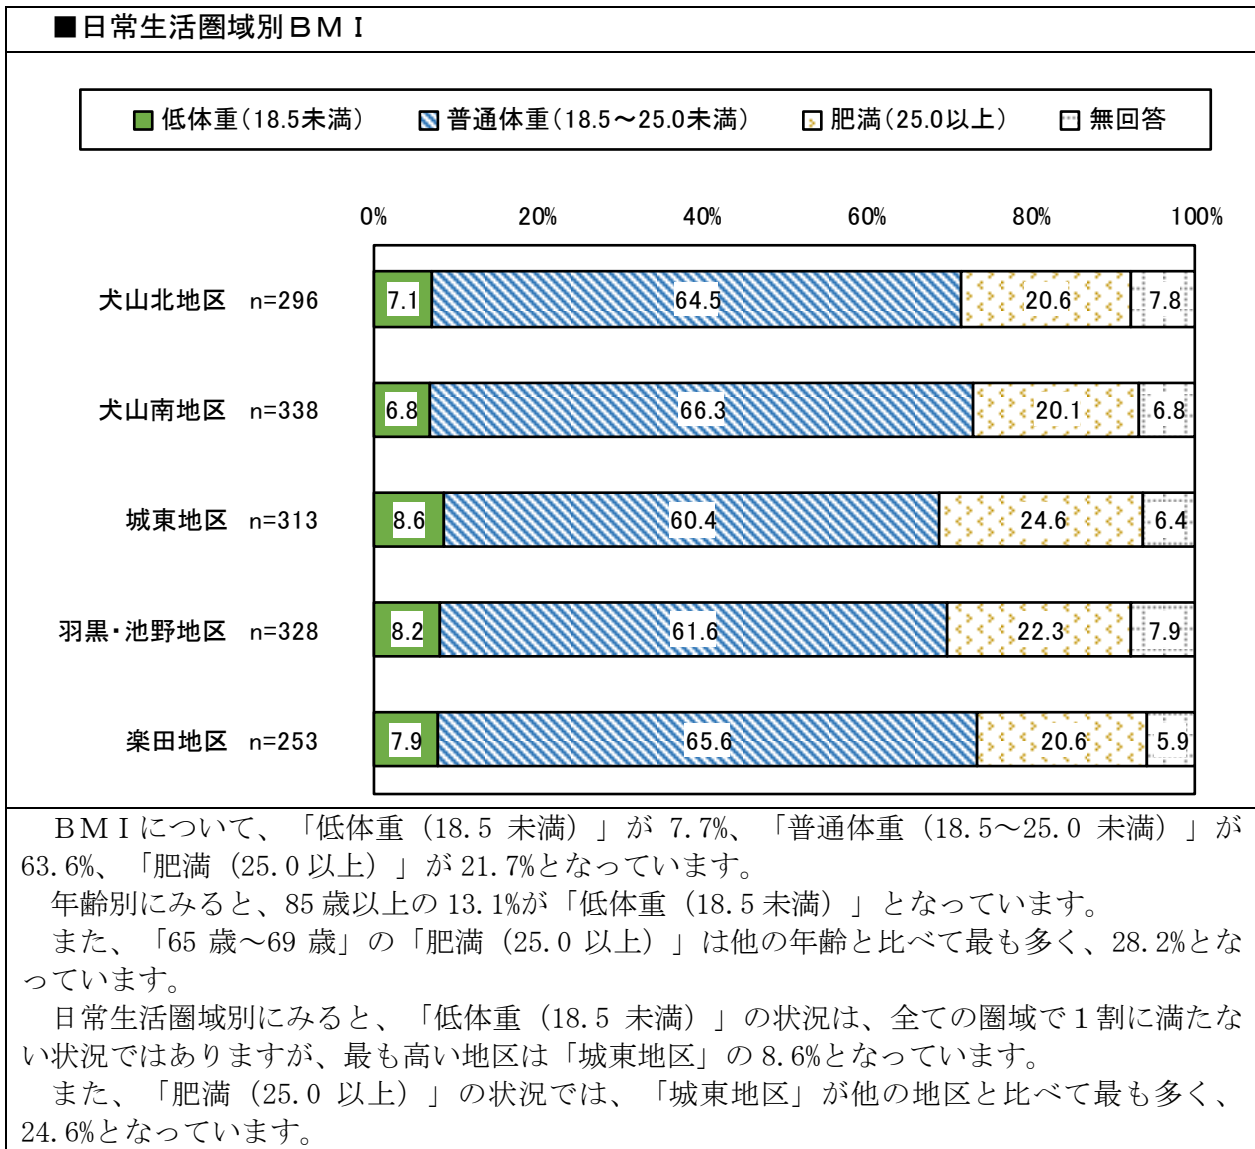 ■日常生活圏域別ＢＭＩ
低体重（18.5未満） 普通体重（18.5～25.0未満） 肥満（25.0以上） 無回答
0% 20% 40% 60% 80% 100%
犬山北地区 n=296 7.1 64.5 20.6 7.8
犬山南地区 n=338 6.8 66.3 20.1 6.8
城東地区 n=313 8.6 60.4 24.6 6.4
羽黒・池野地区 n=328 8.2 61.6 22.3 7.9
楽田地区 n=253 7.9 65.6 20.6 5.9
ＢＭＩについて、「低体重（18.5 未満）」が 7.7%、「普通体重（18.5～25.0 未満）」が
63.6%、「肥満（25.0 以上）」が 21.7%となっています。
年齢別にみると、85 歳以上の 13.1%が「低体重（18.5 未満）」となっています。
また、「65 歳～69 歳」の「肥満（25.0 以上）」は他の年齢と比べて最も多く、28.2%とな
っています。
日常生活圏域別にみると、「低体重（18.5 未満）」の状況は、全ての圏域で１割に満たな
い状況ではありますが、最も高い地区は「城東地区」の 8.6%となっています。
また、「肥満（25.0 以上）」の状況では、「城東地区」が他の地区と比べて最も多く、
24.6%となっています。